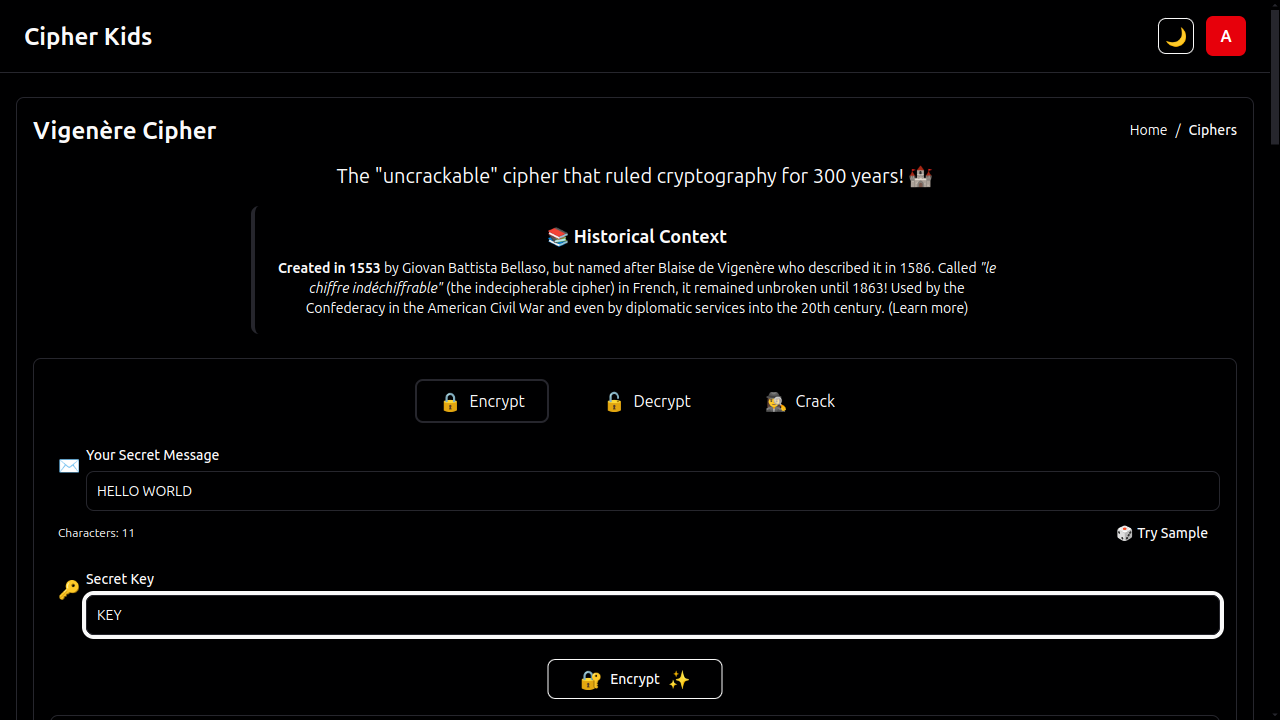 Cipher Kids
A
Vigenère Cipher
Home / Ciphers
The "uncrackable" cipher that ruled cryptography for 300 years!
Historical Context
Created in 1553 by Giovan Battista Bellaso, but named after Blaise de Vigenère who described it in 1586. Called "le
chiffre indéchiffrable" (the indecipherable cipher) in French, it remained unbroken until 1863! Used by the
Confederacy in the American Civil War and even by diplomatic services into the 20th century. (Learn more)
Encrypt
Decrypt
Crack
Your Secret Message
HELLO WORLD
Characters: 11
Try Sample
Secret Key
KEY
Encrypt